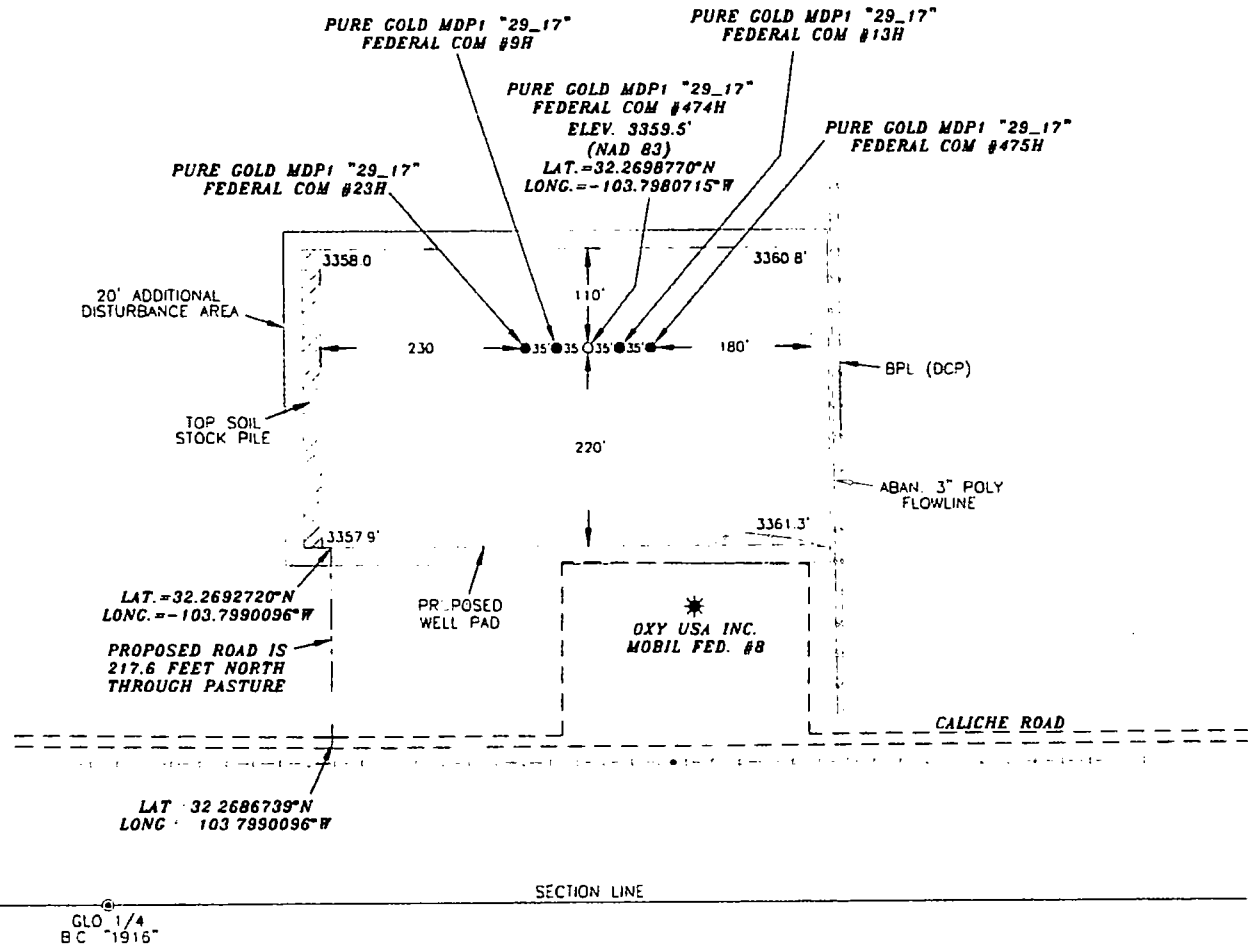 PURE GOLD MDP1 "29_17"
FEDERAL COM #9H
PURE GOLD MDP1 "29_17"
FEDERAL COM #13H
PURE GOLD MDP1 "29_17"
FEDERAL COM #474H
ELEV. 3359.5'
(NAD 83)
LAT.=32.2698770°N
LONG.=-103.7980715°W
PURE GOLD MDP1 "29_17"
FEDERAL COM #475H
PURE GOLD MDP1 "29_17"
FEDERAL COM #23H
3358.0
3360.8'
20' ADDITIONAL
DISTURBANCE AREA
110'
230
35'
35
35'
35'
180'
BPL (DCP)
TOP SOIL
STOCK PILE
220'
ABAN. 3" POLY
FLOWLINE
3357.9'
3361.3'
LAT.=32.2692720°N
LONG.=-103.7990096°W
PROPOSED ROAD IS
217.6 FEET NORTH
THROUGH PASTURE
PROPOSED
WELL PAD
OXY USA INC.
MOBIL FED. #8
CALICHE ROAD
LAT 32 2686739°N
LONG 103 7990096°W
SECTION LINE
GLO 1/4
B C "1916"